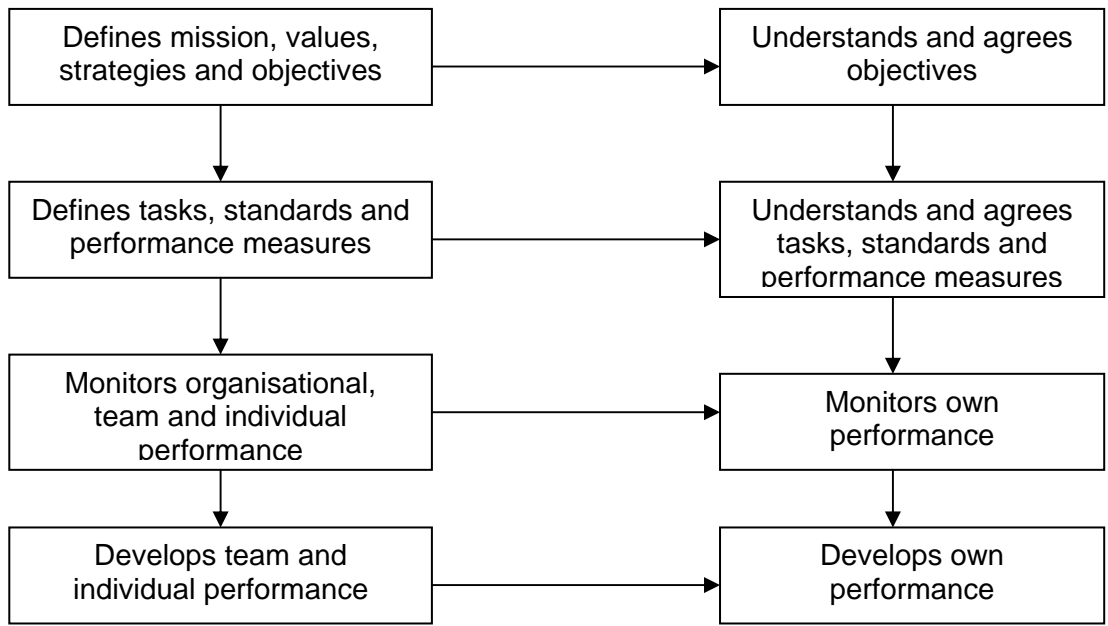 Defines mission, values,
strategies and objectives
Understands and agrees
objectives
Defines tasks, standards and
performance measures
Understands and agrees
tasks, standards and
performance measures
Monitors organisational,
team and individual
performance
Monitors own
performance
Develops team and
individual performance
Develops own
performance